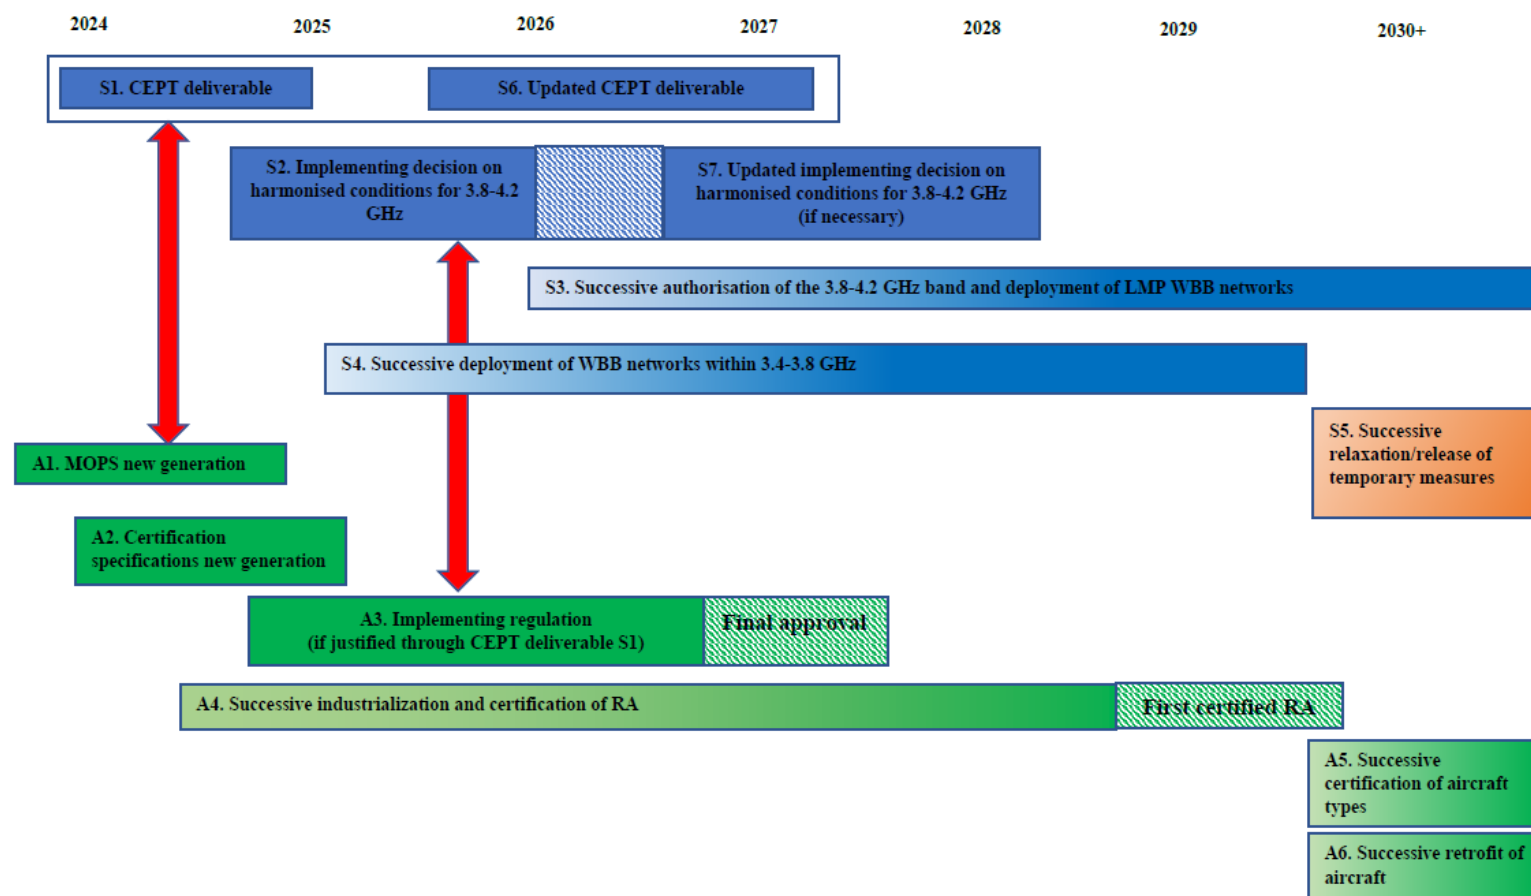 2024
2025
2026
2027
2028
2029
2030+
S1. CEPT deliverable
S6. Updated CEPT deliverable
S2. Implementing decision on
harmonised conditions for 3.8-4.2
GHz
S7. Updated implementing decision on
harmonised conditions for 3.8-4.2 GHz
(if necessary)
S3. Successive authorisation of the 3.8-4.2 GHz band and deployment of LMP WBB networks
S4. Successive deployment of WBB networks within 3.4-3.8 GHz
S5. Successive
relaxation/release of
temporary measures
A1. MOPS new generation
A2. Certification
specifications new generation
A3. Implementing regulation
(if justified through CEPT deliverable S1)
Final approval
A4. Successive industrialization and certification of RA
First certified RA
A5. Successive
certification of aircraft
types
A6. Successive retrofit of
aircraft